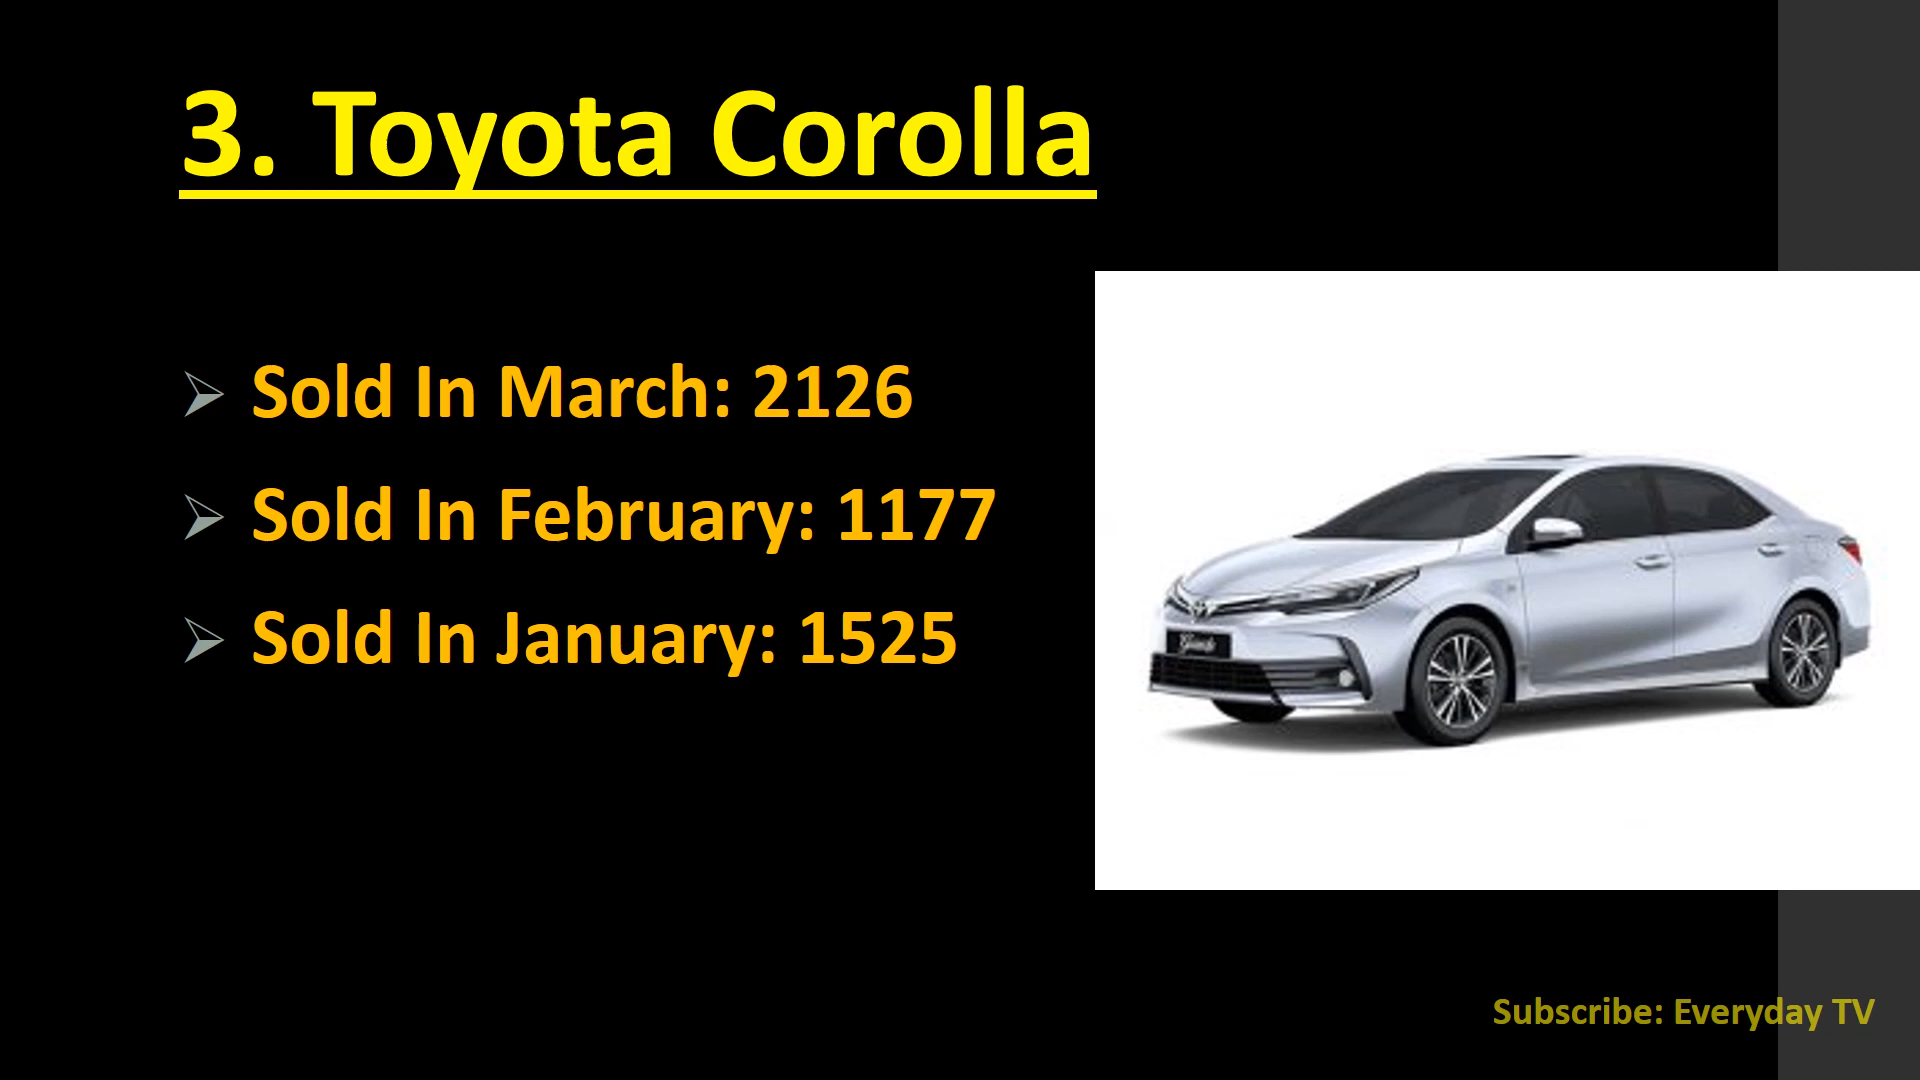 3. Toyota Corolla
Sold In March: 2126
Sold In February: 1177
Sold In January: 1525
Subscribe: Everyday TV